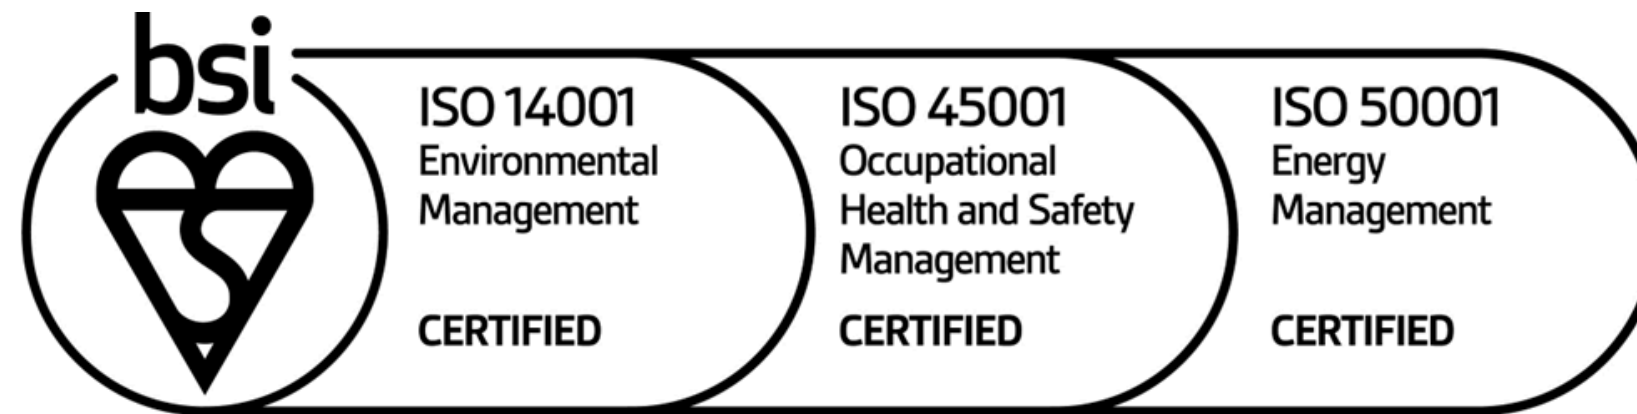 bsi
ISO 14001
Environmental
Management
CERTIFIED
ISO 45001
Occupational
Health and Safety
Management
CERTIFIED
ISO 50001
Energy
Management
CERTIFIED